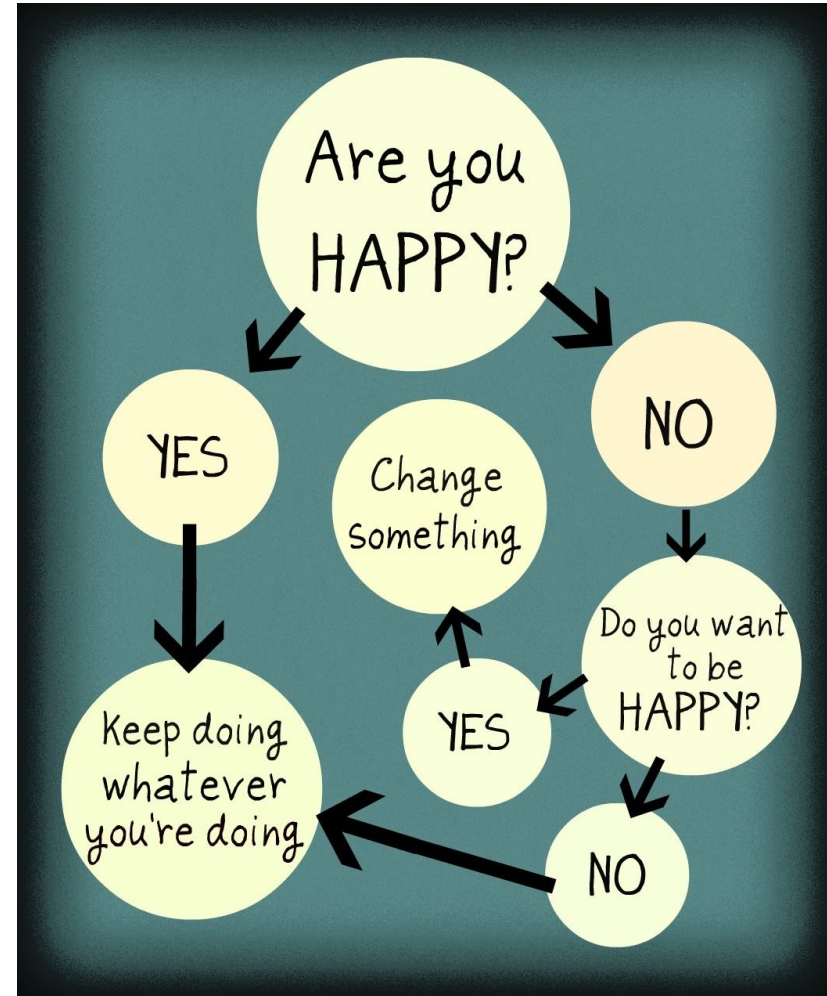 Are you
HAPPY?
YES
NO
Change
something
Do you want
to be
HAPPY?
YES
Keep doing
whatever
you're doing
NO